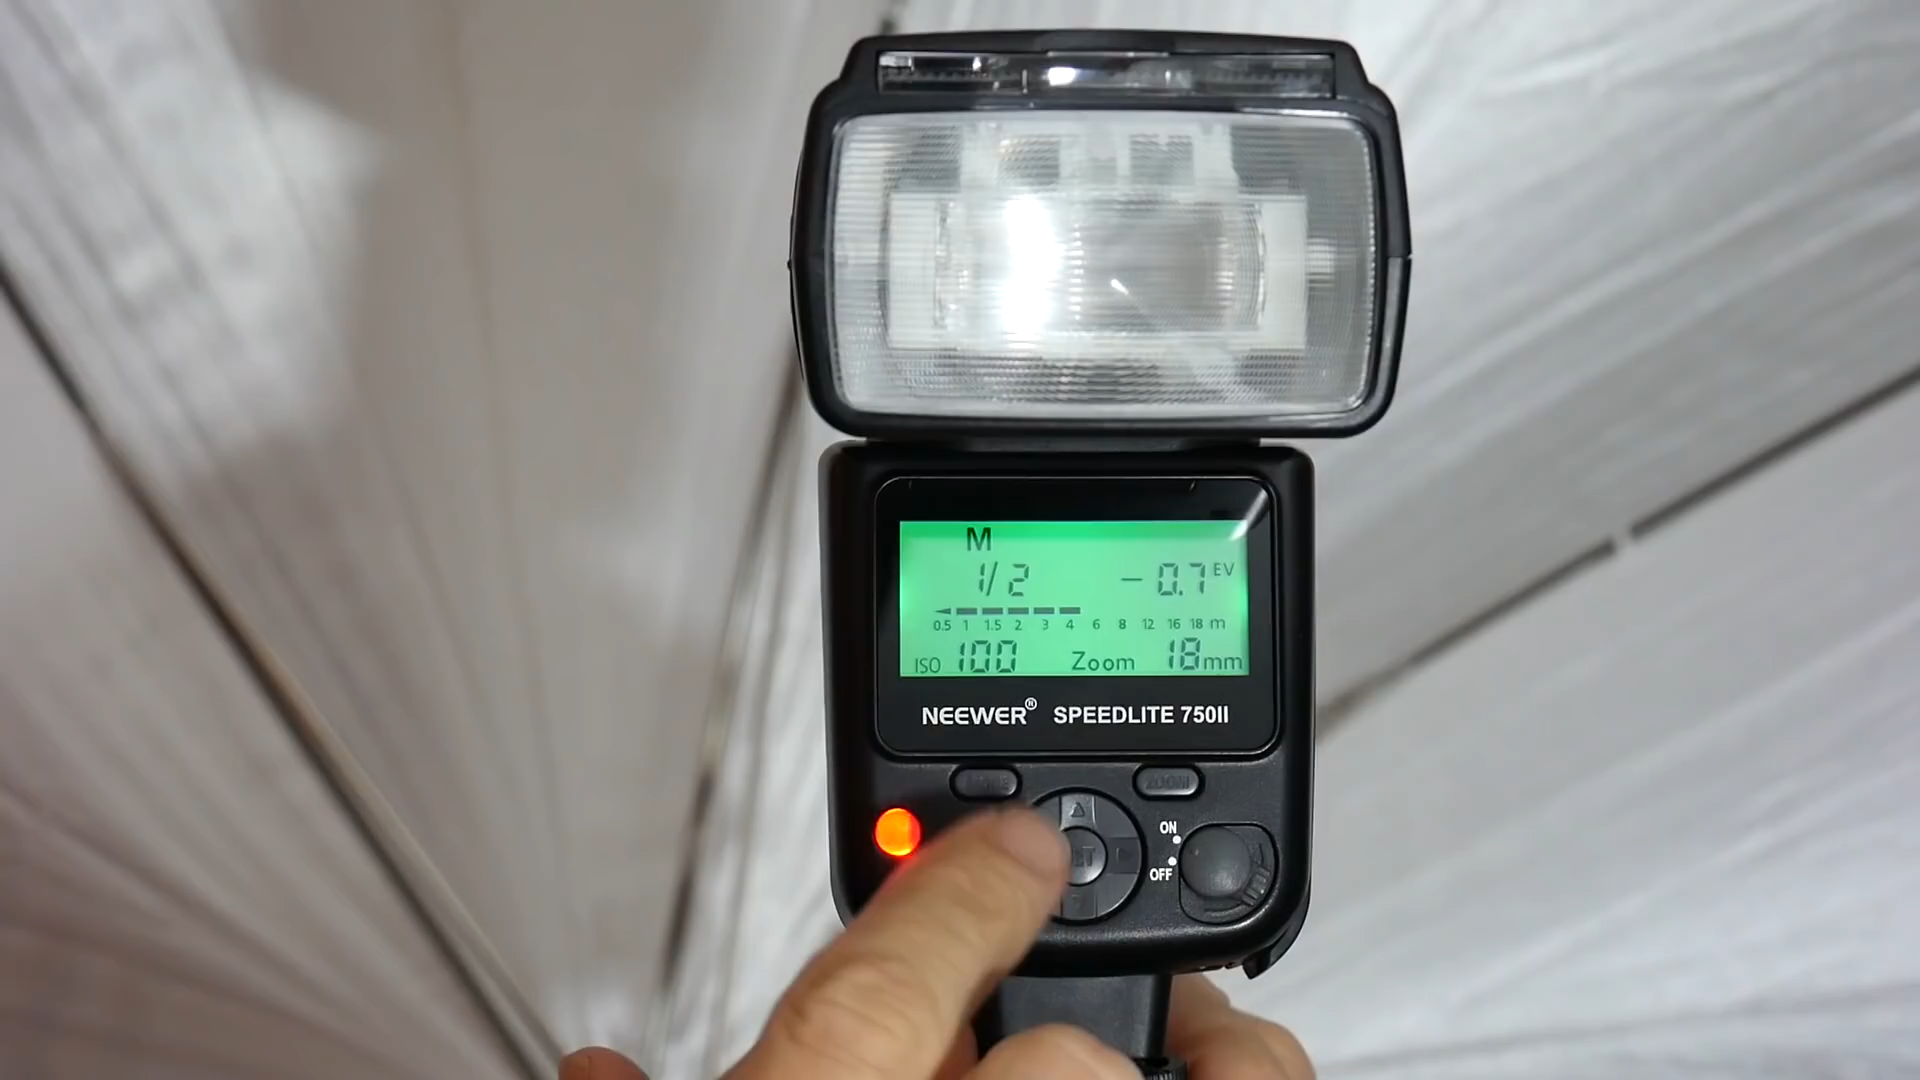 M
1/2 −0.7 EV
0.5 1 1.5 2 3 4 6 8 12 16 18 m
ISO 100 Zoom 18mm
NEEWER® SPEEDLITE 750II
ZOOM
ON
OFF